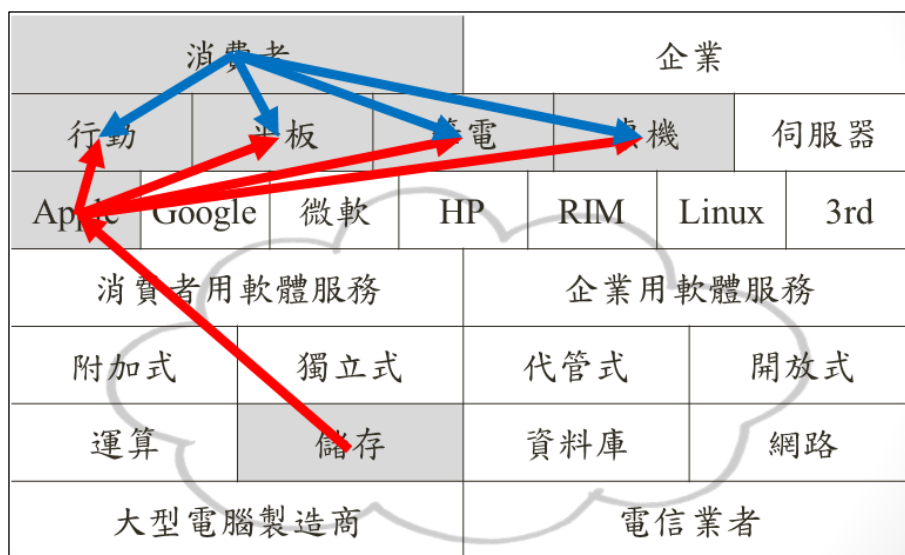 消費者 企業
行動 平板 筆電 桌機 伺服器
Apple Google 微軟 HP RIM Linux 3rd
消費者用軟體服務 企業用軟體服務
附加式 獨立式 代管式 開放式
運算 儲存 資料庫 網路
大型電腦製造商 電信業者